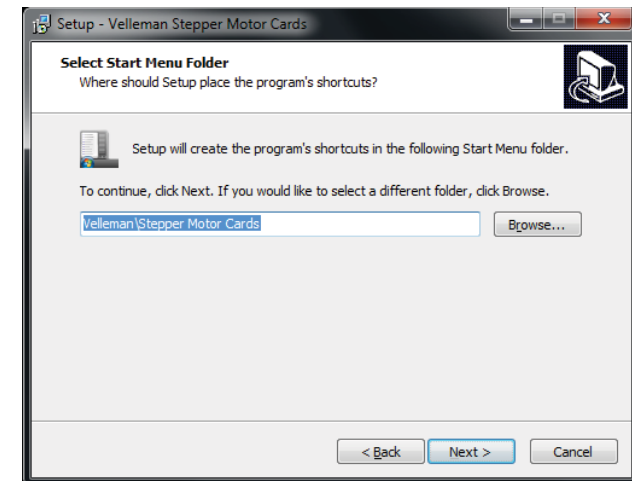 Setup - Velleman Stepper Motor Cards
Select Start Menu Folder
Where should Setup place the program's shortcuts?
Setup will create the program's shortcuts in the following Start Menu folder.
To continue, click Next. If you would like to select a different folder, click Browse.
Velleman\Stepper Motor Cards
Browse...
< Back
Next >
Cancel